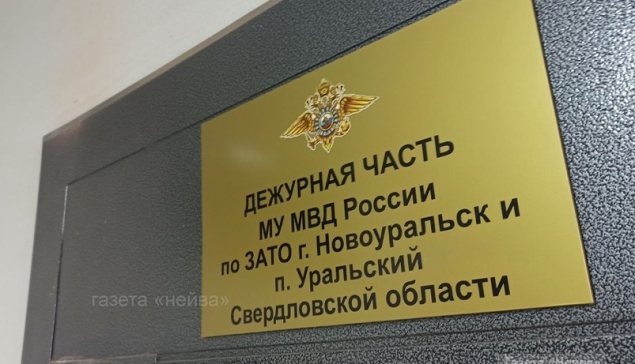 ДЕЖУРНАЯ ЧАСТЬ
МУ МВД России
по ЗАТО г. Новоуральск и
п. Уральский
Свердловской области
газета «нейва»